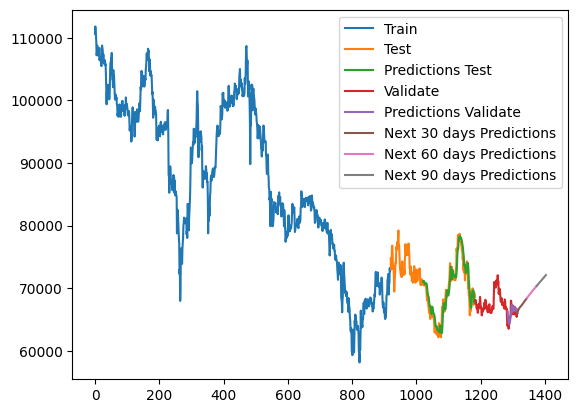 110000
100000
90000
80000
70000
60000
0
200
400
600
800
1000
1200
1400
Train
Test
Predictions Test
Validate
Predictions Validate
Next 30 days Predictions
Next 60 days Predictions
Next 90 days Predictions